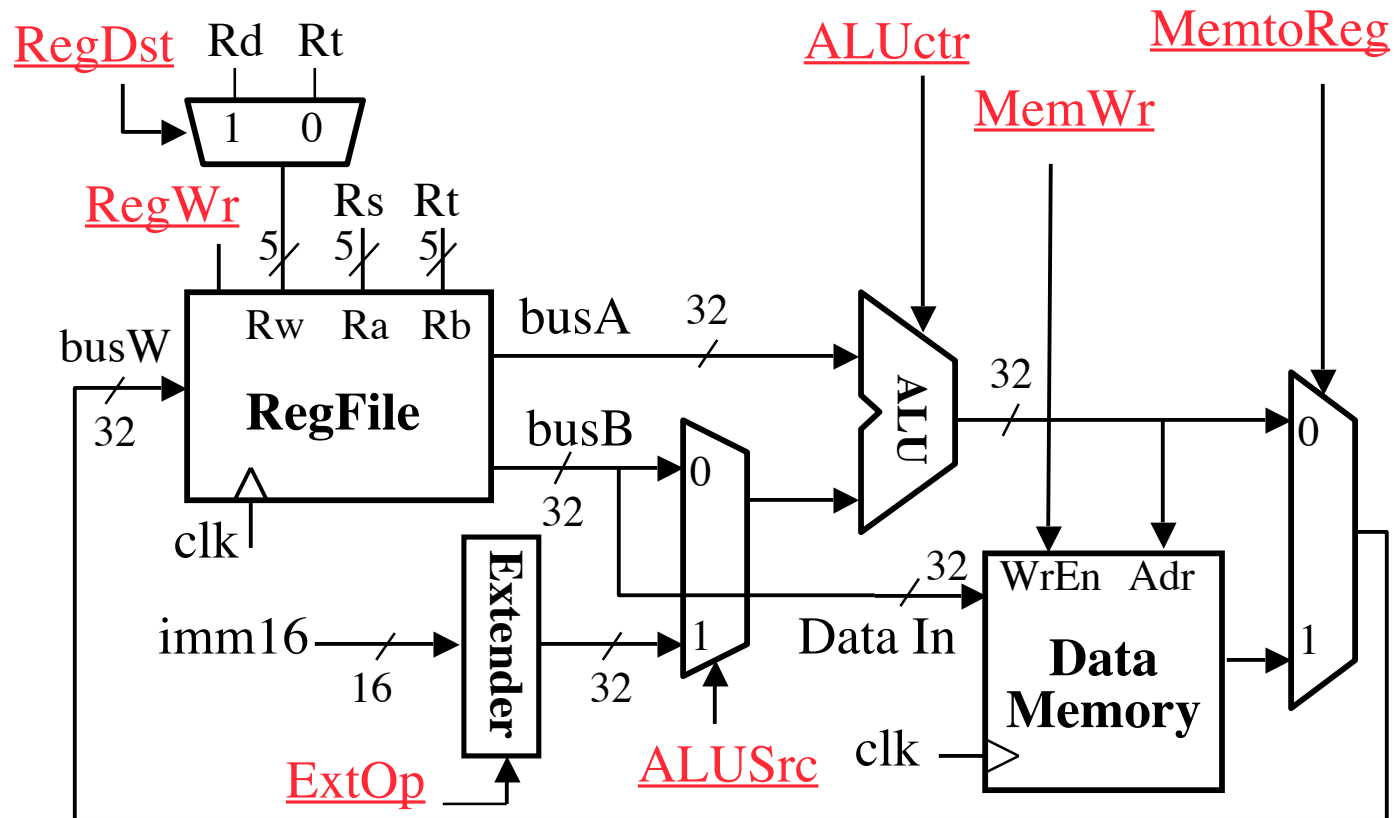 RegDst Rd Rt ALUctr MemtoReg
MemWr
1 0
RegWr Rs Rt
5 5 5
busW Rw Ra Rb busA 32
32 RegFile busB 32
ALU
0 0
clk 32
Extender 32 WrEn Adr
imm16 16 32 1 Data In Data 1
Memory
clk
ExtOp ALUSrc